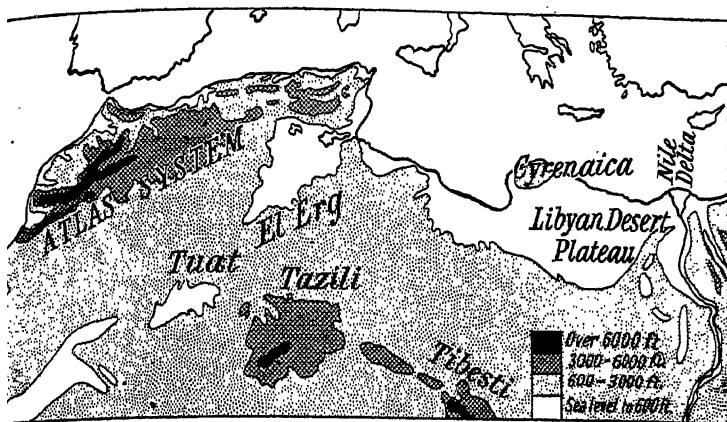 ATLAS SYSTEM
El Erg
Tuat
Tazili
a
Tibesti
Cyrenaica
Nile
Delta
Libyan Desert
Plateau
Over 6000 ft.
3000-6000 ft.
600-3000 ft.
Sea level to 600 ft.